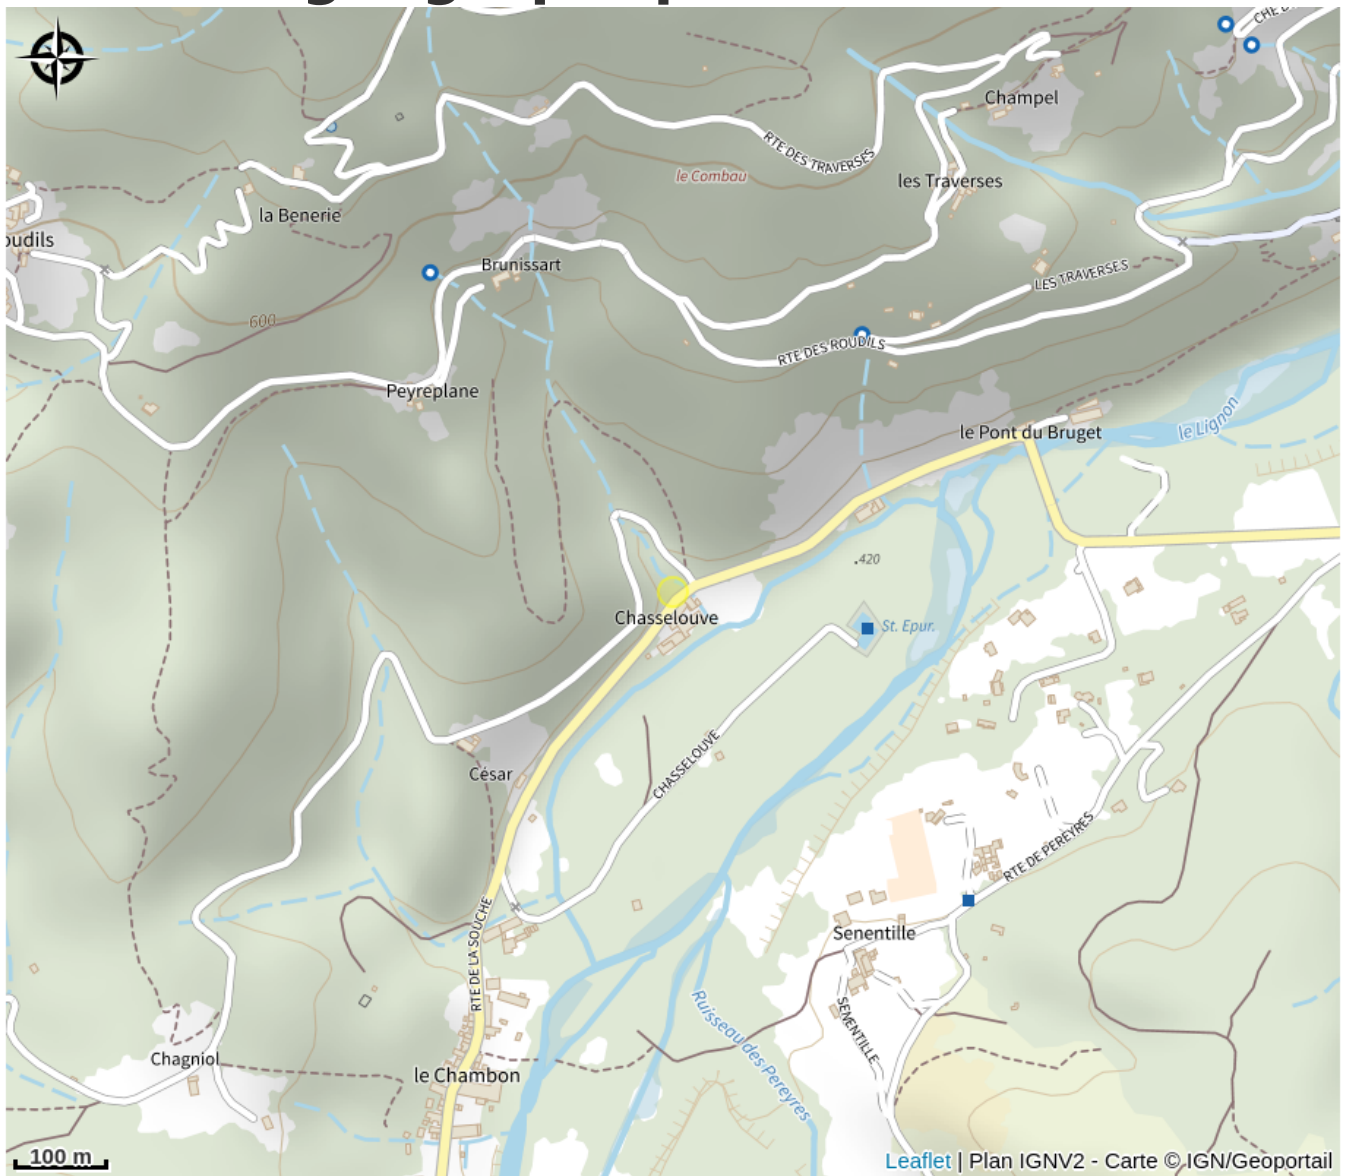 CHE D
Champel
RTE DES TRAVERSES
le Combau
les Traverses
la Benerie
oudils
Brunissart
LES TRAVERSES
600
RTE DES ROUDILS
Peyreplane
le Lignon
le Pont du Bruget
.420
Chasselouve
St. Epur.
CHASSELOUVE
César
RTE DE PEREYRES
RTE DE LA SOUCHE
Senentille
SENENTILLE
Ruisseau des Pereyres
Chagniol
le Chambon
100 m
Leaflet | Plan IGNV2 - Carte © IGN/Geoportail